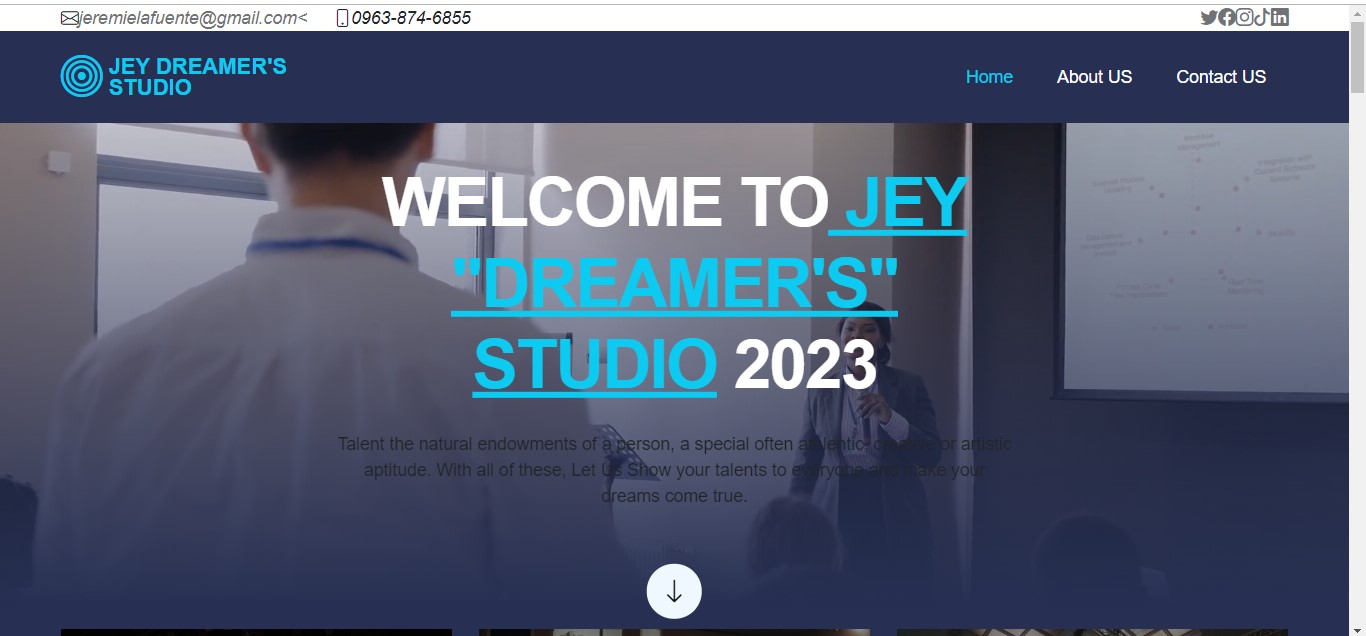 jeremielafuente@gmail.com<
0963-874-6855
JEY DREAMER'S
STUDIO
Home
About US
Contact US
WELCOME TO JEY
"DREAMER'S"
STUDIO 2023
Talent the natural endowments of a person, a special often athlentic, creative or artistic
aptitude. With all of these, Let Us Show your talents to everyone and make your
dreams come true.